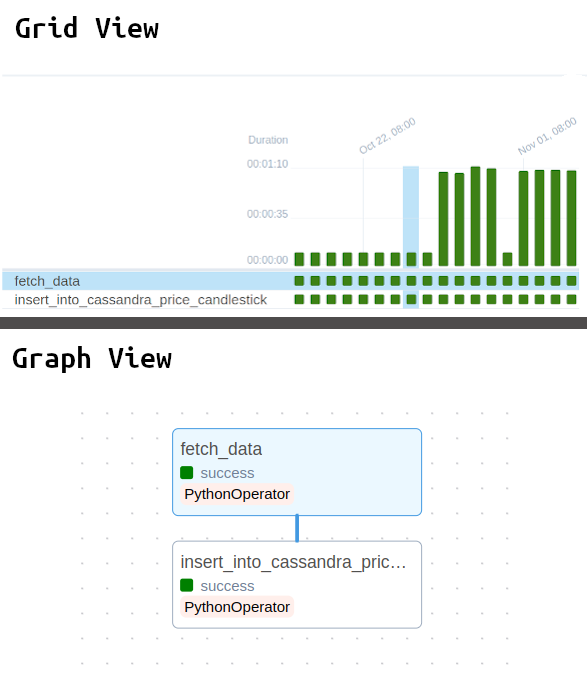 Grid View
Oct 22, 08:00
Nov 01, 08:00
Duration
00:01:10
00:00:35
00:00:00
fetch_data
insert_into_cassandra_price_candlestick
Graph View
fetch_data
success
PythonOperator
insert_into_cassandra_pric...
success
PythonOperator